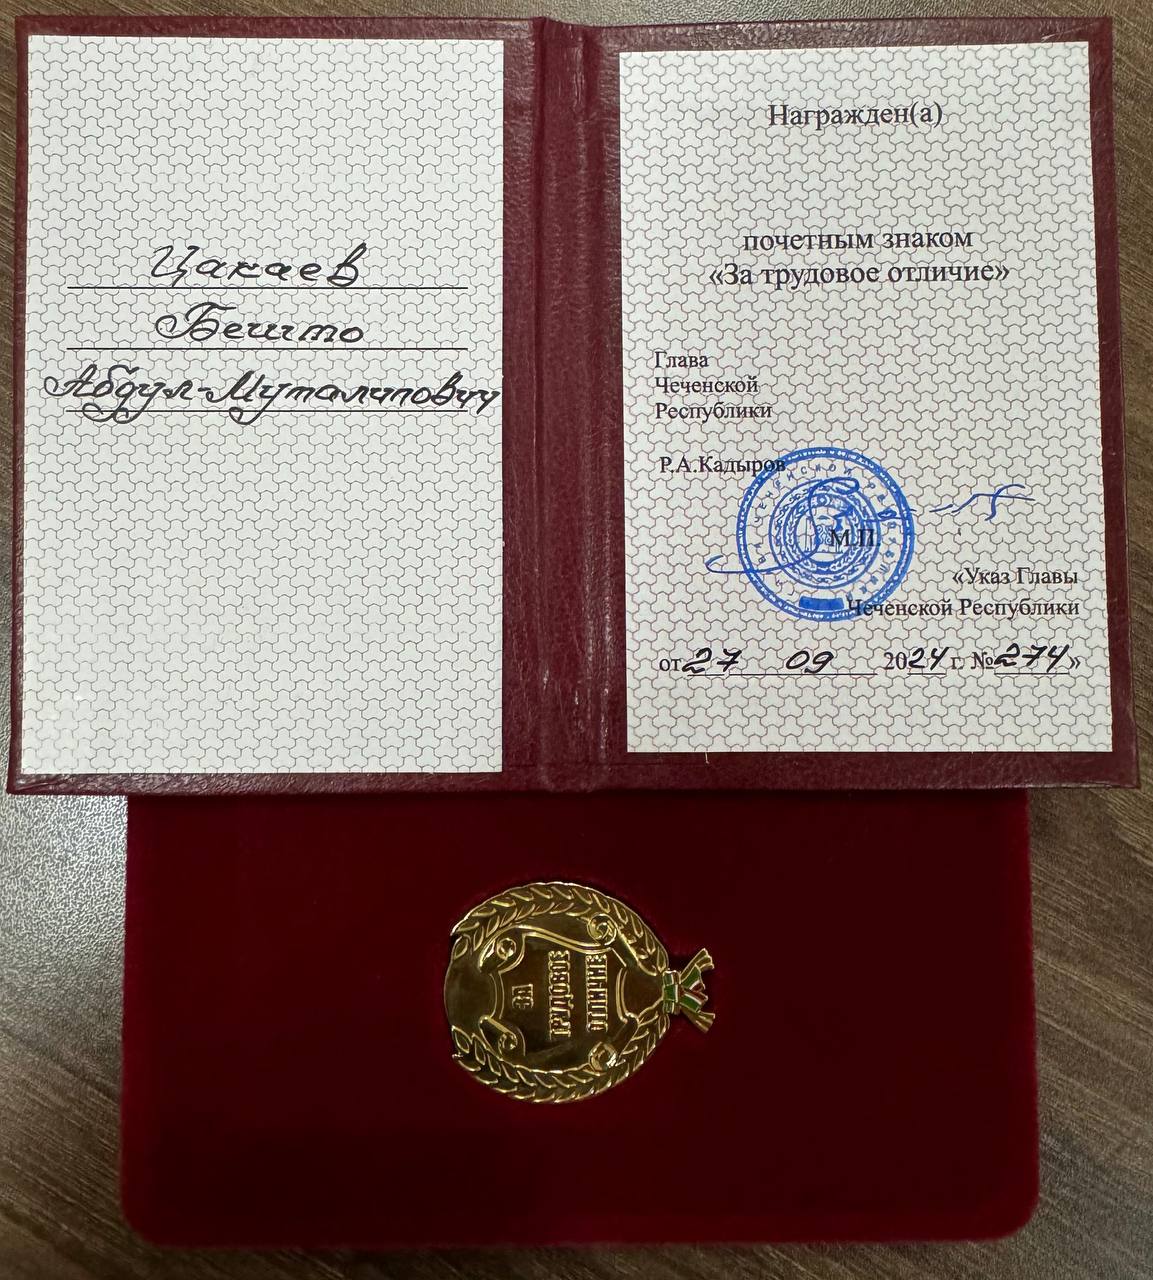 Цакаев
Бешто
Абдул-Муталипович
Награжден(а)
почетным знаком
«За трудовое отличие»
Глава
Чеченской
Республики
Р.А.Кадыров
М.П.
«Указ Главы
Чеченской Республики
от 27 09 2024 г. №274»
ЗА
ТРУДОВОЕ
ОТЛИЧИЕ